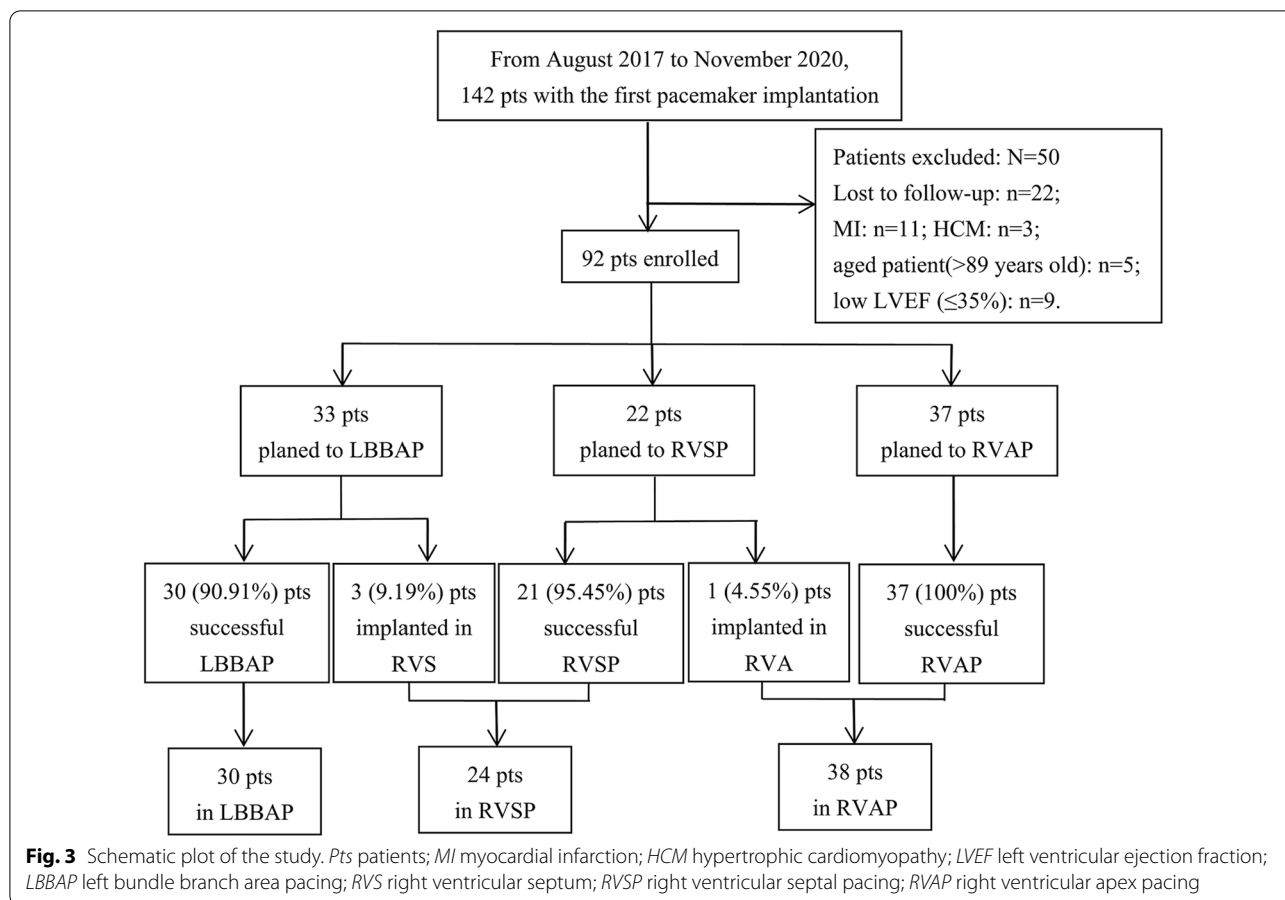 From August 2017 to November 2020,
142 pts with the first pacemaker implantation
Patients excluded: N=50
Lost to follow-up: n=22;
MI: n=11; HCM: n=3;
aged patient(>89 years old): n=5;
low LVEF (≤35%): n=9.
92 pts enrolled
33 pts
planed to LBBAP
22 pts
planed to RVSP
37 pts
planed to RVAP
30 (90.91%) pts
successful
LBBAP
3 (9.19%) pts
implanted in
RVS
21 (95.45%) pts
successful
RVSP
1 (4.55%) pts
implanted in
RVA
37 (100%) pts
successful
RVAP
30 pts
in LBBAP
24 pts
in RVSP
38 pts
in RVAP
Fig. 3 Schematic plot of the study. Pts patients; MI myocardial infarction; HCM hypertrophic cardiomyopathy; LVEF left ventricular ejection fraction;
LBBAP left bundle branch area pacing; RVS right ventricular septum; RVSP right ventricular septal pacing; RVAP right ventricular apex pacing